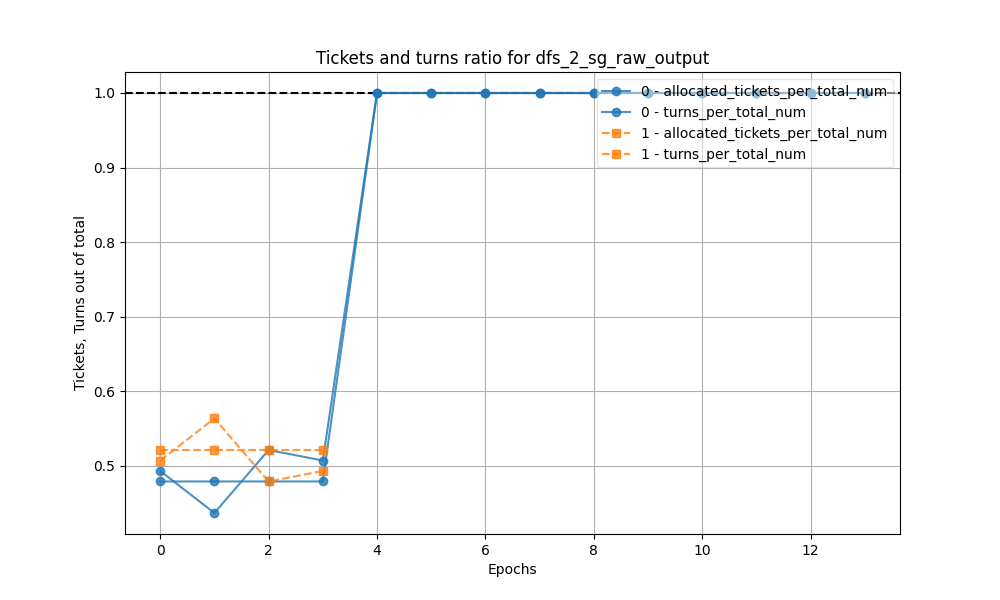 Tickets and turns ratio for dfs_2_sg_raw_output
1.0
0.9
0.8
0.7
0.6
0.5
Tickets, Turns out of total
0 - allocated_tickets_per_total_num
0 - turns_per_total_num
1 - allocated_tickets_per_total_num
1 - turns_per_total_num
0 2 4 6 8 10 12
Epochs